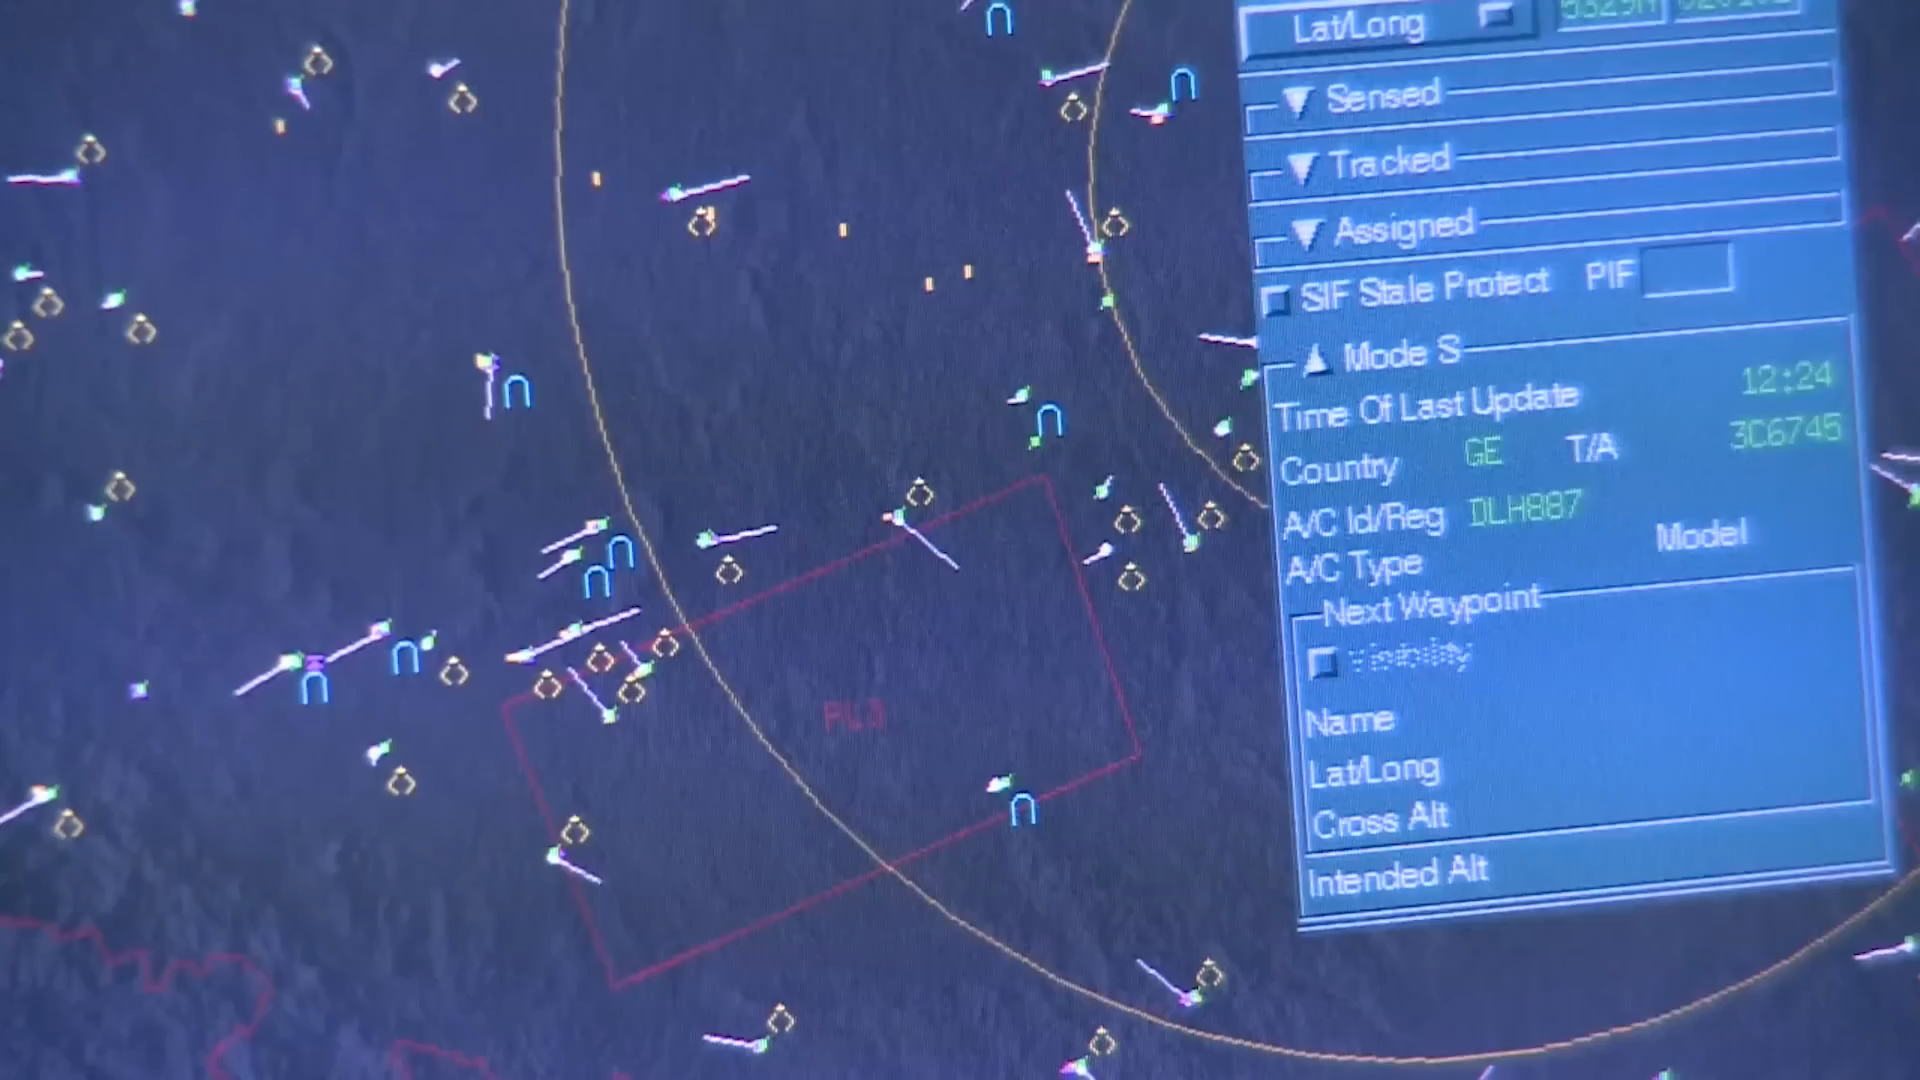 Lat/Long
Sensed
Tracked
Assigned
SIF Stale Protect PIF
Mode S
Time Of Last Update 12:24
Country GE T/A 3C6745
A/C Id/Reg DLH887
A/C Type Model
Next Waypoint
Visibility
Name
Lat/Long
Cross Alt
Intended Alt